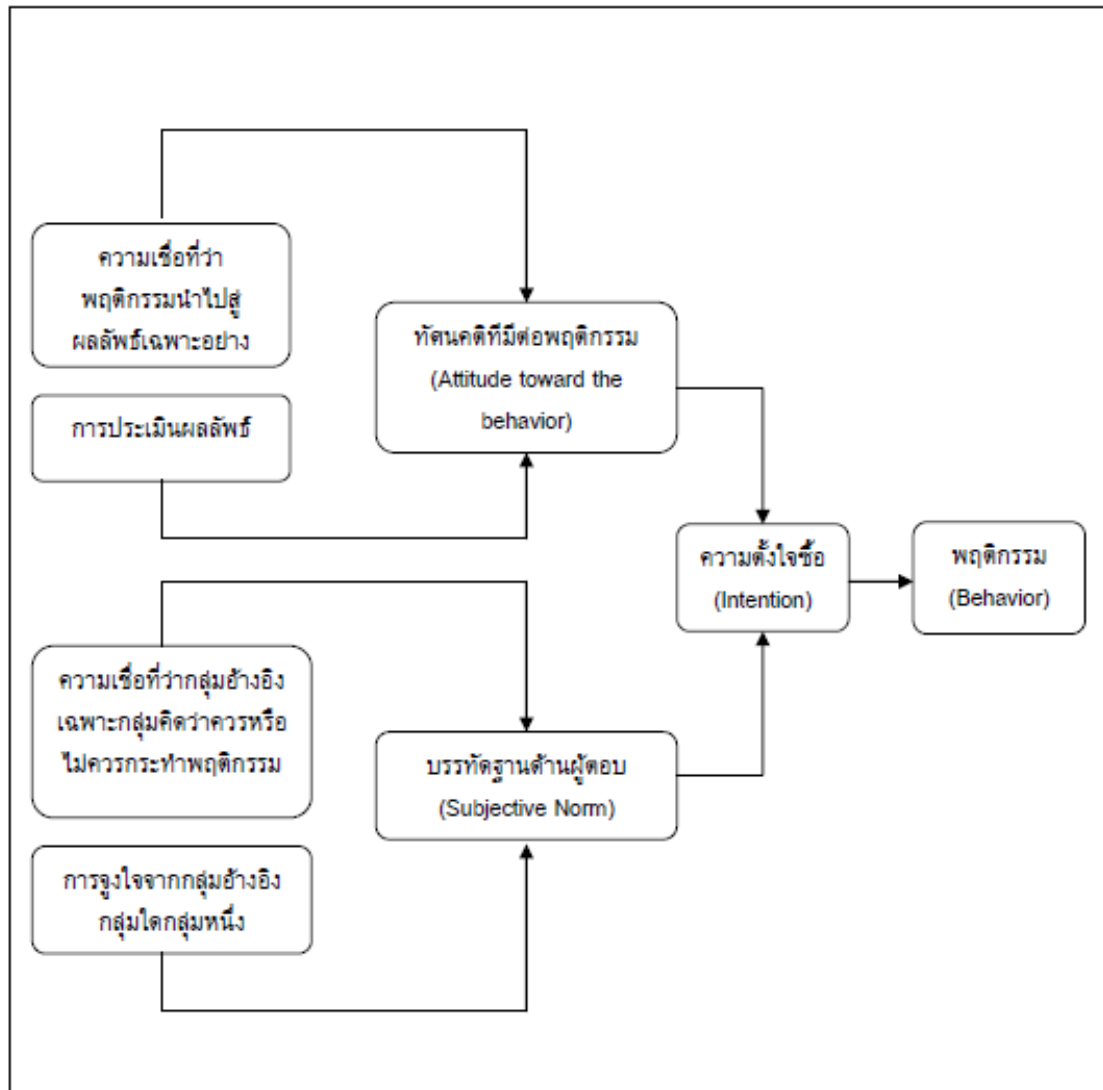 ความเชื่อที่ว่า
พฤติกรรมนำไปสู่
ผลลัพธ์เฉพาะอย่าง
การประเมินผลลัพธ์
ทัศนคติที่มีต่อพฤติกรรม
(Attitude toward the
behavior)
ความเชื่อที่ว่ากลุ่มอ้างอิง
เฉพาะกลุ่มคิดว่าควรหรือ
ไม่ควรกระทำพฤติกรรม
การจูงใจจากกลุ่มอ้างอิง
กลุ่มใดกลุ่มหนึ่ง
บรรทัดฐานด้านผู้ตอบ
(Subjective Norm)
ความตั้งใจซื้อ
(Intention)
พฤติกรรม
(Behavior)